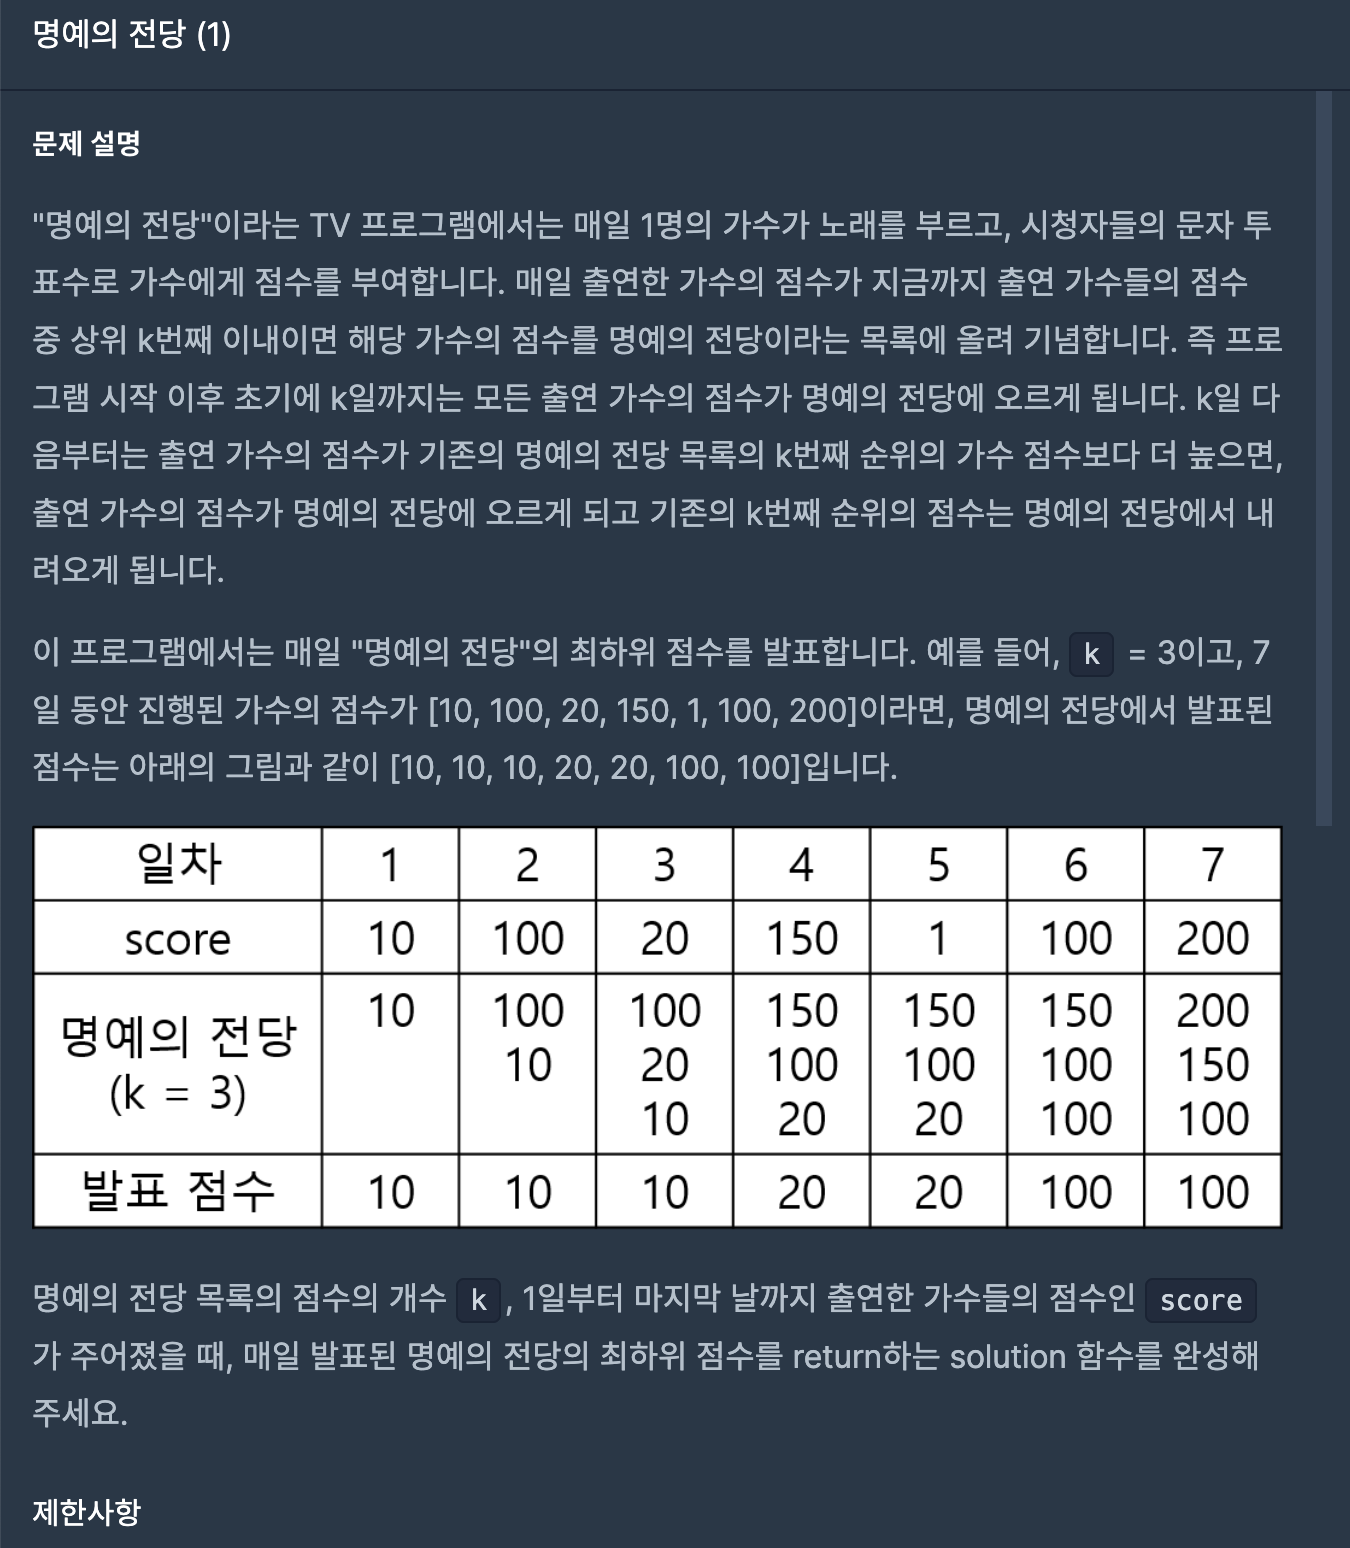 명예의 전당 (1)
문제 설명
"명예의 전당"이라는 TV 프로그램에서는 매일 1명의 가수가 노래를 부르고, 시청자들의 문자 투
표수로 가수에게 점수를 부여합니다. 매일 출연한 가수의 점수가 지금까지 출연 가수들의 점수
중 상위 k번째 이내이면 해당 가수의 점수를 명예의 전당이라는 목록에 올려 기념합니다. 즉 프로
그램 시작 이후 초기에 k일까지는 모든 출연 가수의 점수가 명예의 전당에 오르게 됩니다. k일 다
음부터는 출연 가수의 점수가 기존의 명예의 전당 목록의 k번째 순위의 가수 점수보다 더 높으면,
출연 가수의 점수가 명예의 전당에 오르게 되고 기존의 k번째 순위의 점수는 명예의 전당에서 내
려오게 됩니다.
이 프로그램에서는 매일 "명예의 전당"의 최하위 점수를 발표합니다. 예를 들어, k = 3이고, 7
일 동안 진행된 가수의 점수가 [10, 100, 20, 150, 1, 100, 200]이라면, 명예의 전당에서 발표된
점수는 아래의 그림과 같이 [10, 10, 10, 20, 20, 100, 100]입니다.
일차 1 2 3 4 5 6 7
score 10 100 20 150 1 100 200
명예의 전당
(k = 3)
10 100 100 150 150 150 200
10 20 100 100 100 150
10 20 20 100 100
발표 점수 10 10 10 20 20 100 100
명예의 전당 목록의 점수의 개수 k, 1일부터 마지막 날까지 출연한 가수들의 점수인 score
가 주어졌을 때, 매일 발표된 명예의 전당의 최하위 점수를 return하는 solution 함수를 완성해
주세요.
제한사항